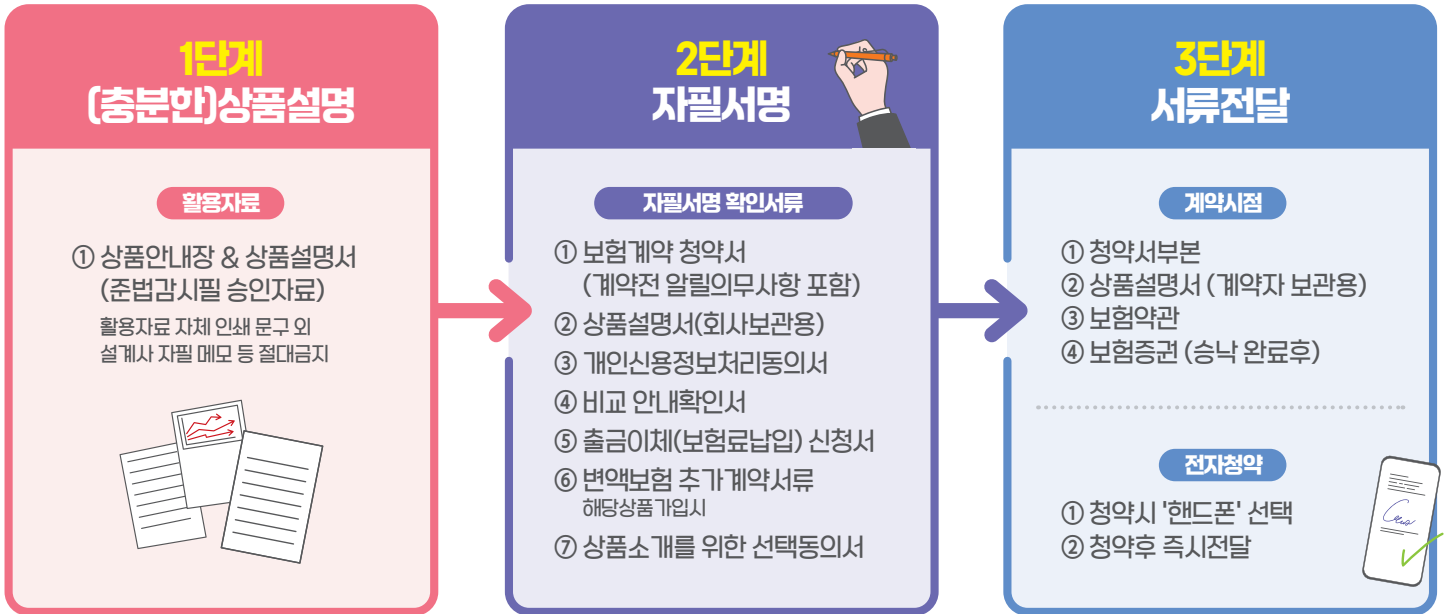 1단계
(충분한)상품설명
활용자료
① 상품안내장 & 상품설명서
(준법감시필 승인자료)
활용자료 자체 인쇄 문구 외
설계사 자필 메모 등 절대금지
2단계
자필서명
자필서명 확인서류
① 보험계약 청약서
(계약전 알릴의무사항 포함)
② 상품설명서(회사보관용)
③ 개인신용정보처리동의서
④ 비교 안내확인서
⑤ 출금이체(보험료납입) 신청서
⑥ 변액보험 추가계약서류
해당상품가입시
⑦ 상품소개를 위한 선택동의서
3단계
서류전달
계약시점
① 청약서부본
② 상품설명서 (계약자 보관용)
③ 보험약관
④ 보험증권 (승낙 완료후)
전자청약
① 청약시 '핸드폰' 선택
② 청약후 즉시전달